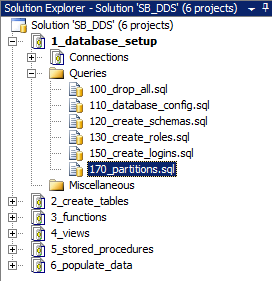 Solution Explorer - Solution 'SB_DDS' (6 projects)
Solution 'SB_DDS' (6 projects)
1_database_setup
Connections
Queries
100_drop_all.sql
110_database_config.sql
120_create_schemas.sql
130_create_roles.sql
150_create_logins.sql
170_partitions.sql
Miscellaneous
2_create_tables
3_functions
4_views
5_stored_procedures
6_populate_data